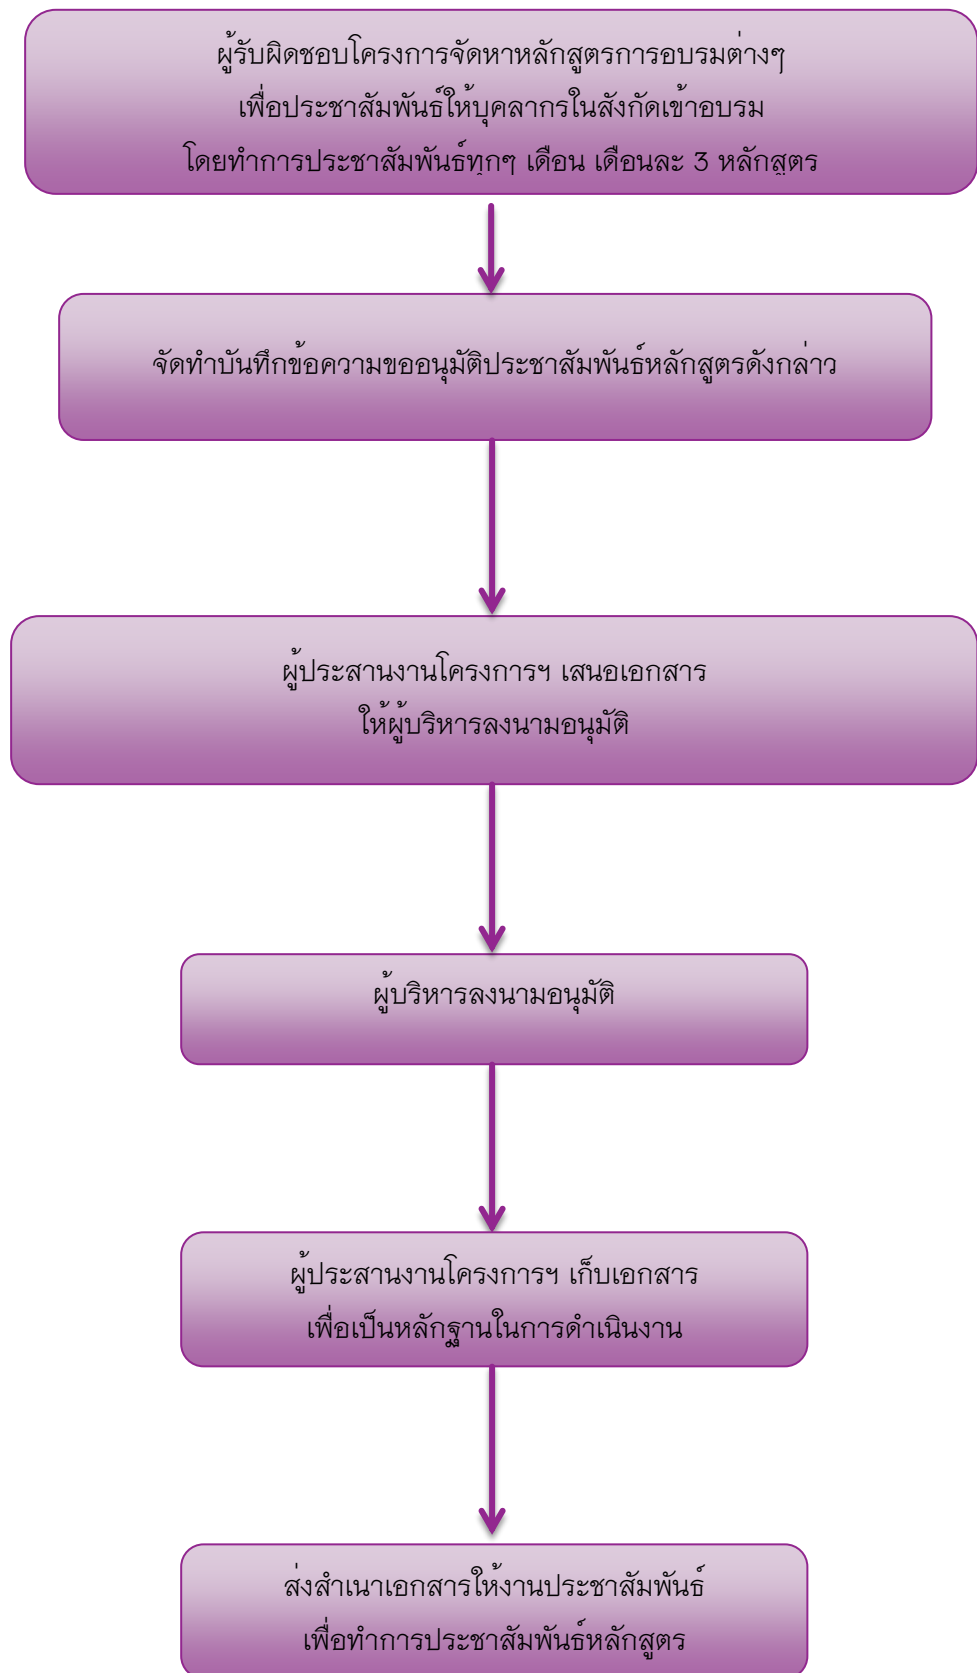 ผู้รับผิดชอบโครงการจัดหาหลักสูตรการอบรมต่างๆ
เพื่อประชาสัมพันธ์ให้บุคลากรในสังกัดเข้าอบรม
โดยทำการประชาสัมพันธ์ทุกๆ เดือน เดือนละ 3 หลักสูตร
จัดทำบันทึกข้อความขออนุมัติประชาสัมพันธ์หลักสูตรดังกล่าว
ผู้ประสานงานโครงการฯ เสนอเอกสาร
ให้ผู้บริหารลงนามอนุมัติ
ผู้บริหารลงนามอนุมัติ
ผู้ประสานงานโครงการฯ เก็บเอกสาร
เพื่อเป็นหลักฐานในการดำเนินงาน
ส่งสำเนาเอกสารให้งานประชาสัมพันธ์
เพื่อทำการประชาสัมพันธ์หลักสูตร